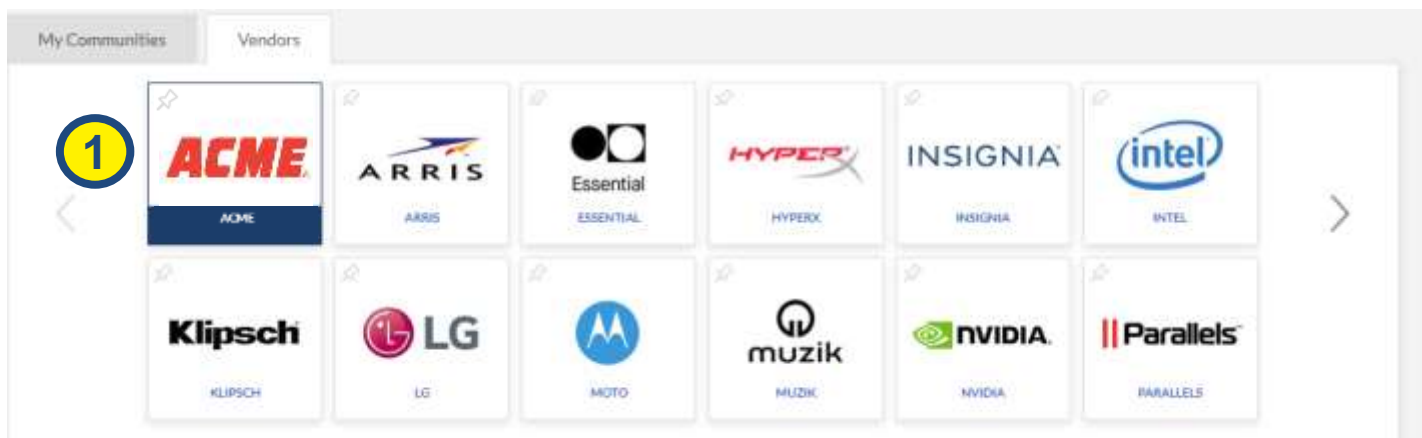 My Communities Vendors
1
ACME
ARRIS
Essential
HYPERX
INSIGNIA
intel
ACME
ARRIS
ESSENTIAL
HYPERX
INSIGNIA
INTEL
Klipsch
LG
muzik
NVIDIA.
Parallels
KLIPSCH
LG
MOTO
MUZIK
NVIDIA
PARALLELS